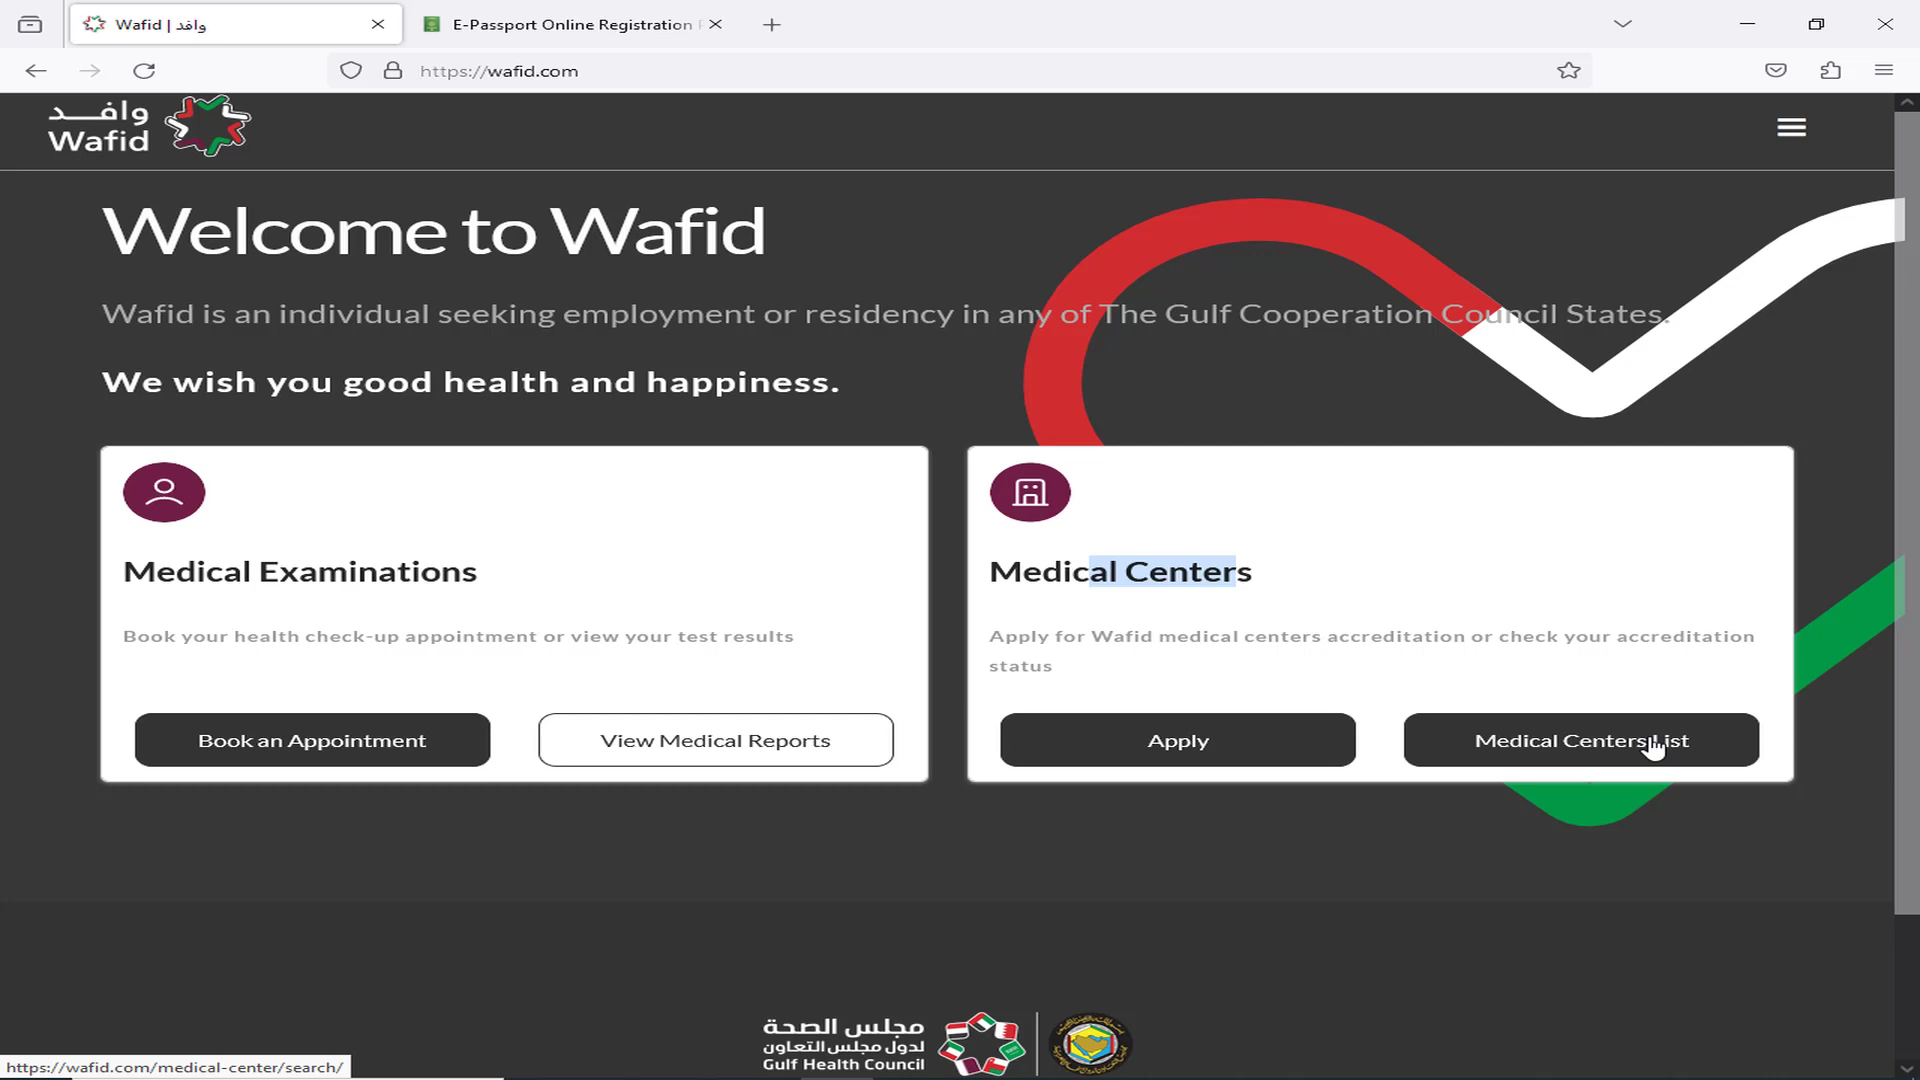 Wafid | وافد
E-Passport Online Registration
https://wafid.com
وافــد
Wafid
Welcome to Wafid
Wafid is an individual seeking employment or residency in any of The Gulf Cooperation Council States.
We wish you good health and happiness.
Medical Examinations
Book your health check-up appointment or view your test results
Book an Appointment
View Medical Reports
Medical Centers
Apply for Wafid medical centers accreditation or check your accreditation
status
Apply
Medical Centers List
مجلس الصحة
لدول مجلس التعاون
Gulf Health Council
https://wafid.com/medical-center/search/